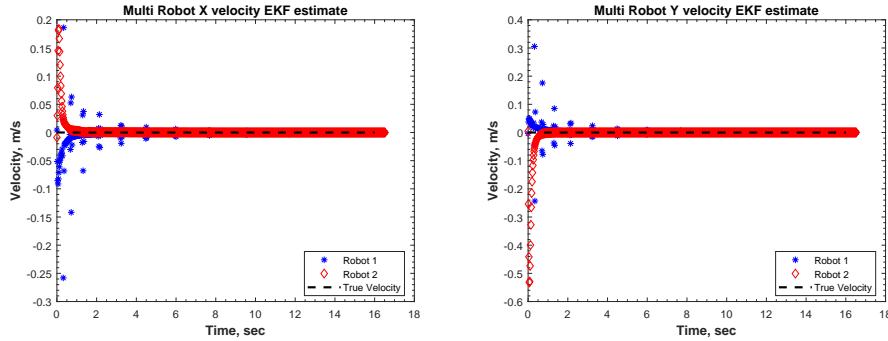 Multi Robot X velocity EKF estimate
0.2
0.15
0.1
0.05
0
-0.05
-0.1
-0.15
-0.2
-0.25
-0.3
Velocity, m/s
Robot 1
Robot 2
True Velocity
0 2 4 6 8 10 12 14 16 18
Time, sec
Multi Robot Y velocity EKF estimate
0.4
0.3
0.2
0.1
0
-0.1
-0.2
-0.3
-0.4
-0.5
-0.6
Velocity, m/s
Robot 1
Robot 2
True Velocity
0 2 4 6 8 10 12 14 16 18
Time, sec